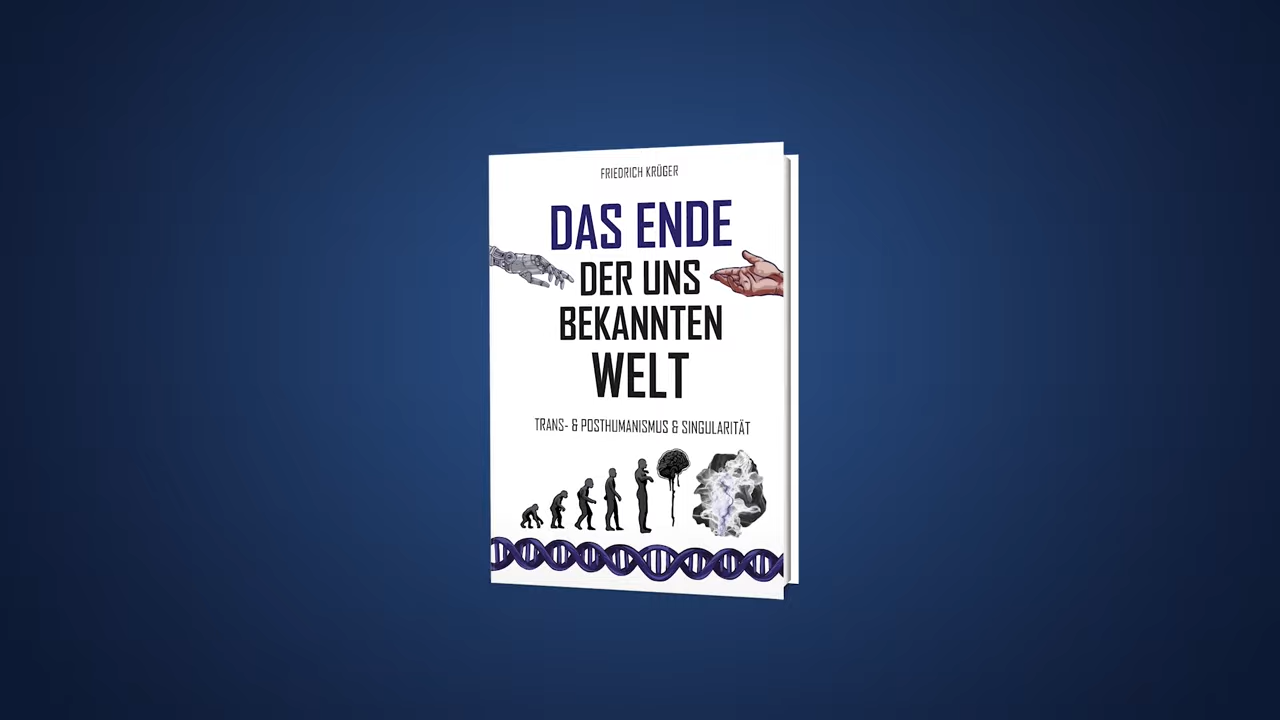 FRIEDRICH KRÜGER
DAS ENDE
DER UNS
BEKANNTEN
WELT
TRANS- & POSTHUMANISMUS & SINGULARITÄT